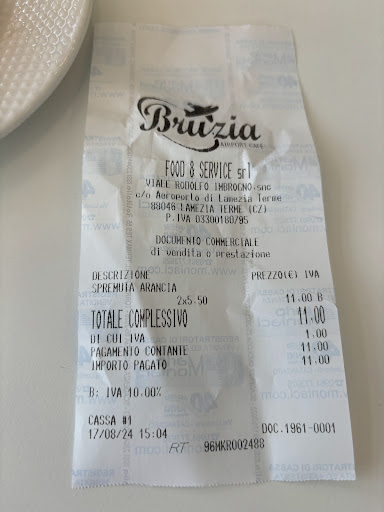 Bruzia
AIRPORT CAFÈ
FOOD & SERVICE srl
VIALE RODOLFO IMBROGNO,snc
c/o Aeroporto di Lamezia Terme
88046 LAMEZIA TERME (CZ)
P.IVA 03300180795
DOCUMENTO COMMERCIALE
di vendita o prestazione
DESCRIZIONE PREZZO(€) IVA
SPREMUTA ARANCIA
2x5.50 11.00 B
TOTALE COMPLESSIVO 11,00
DI CUI IVA 1.00
PAGAMENTO CONTANTE 11.00
IMPORTO PAGATO 11.00
B: IVA 10.00%
CASSA #1
17/08/24 15:04 DOC.1961-0001
RT 96MKR002488